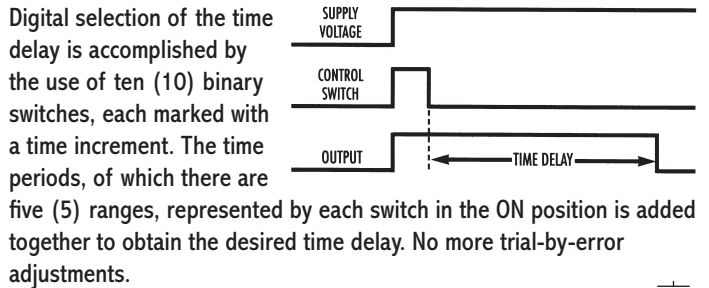 Digital selection of the time
delay is accomplished by
the use of ten (10) binary
switches, each marked with
a time increment. The time
periods, of which there are
five (5) ranges, represented by each switch in the ON position is added
together to obtain the desired time delay. No more trial-by-error
adjustments.
SUPPLY
VOLTAGE
CONTROL
SWITCH
OUTPUT
TIME DELAY